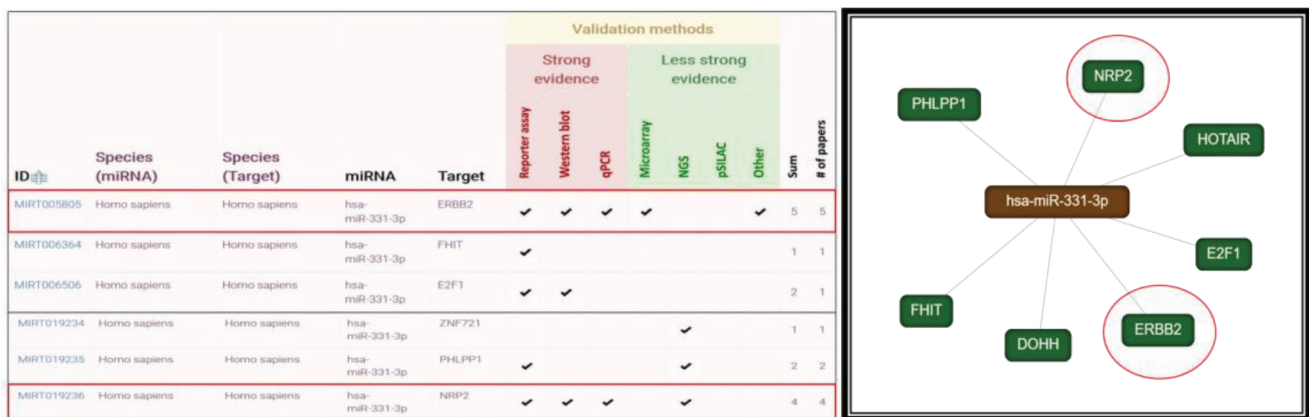 Validation methods
Strong evidence
Less strong evidence
ID
Species (miRNA)
Species (Target)
miRNA
Target
Reporter assay
Western blot
qPCR
Microarray
NGS
pSILAC
Other
Sum
# of papers
MIRT005805 Homo sapiens Homo sapiens hsa-miR-331-3p ERBB2 ✔ ✔ ✔ ✔ ✔ 5 5
MIRT006364 Homo sapiens Homo sapiens hsa-miR-331-3p FHIT ✔ 1 1
MIRT006506 Homo sapiens Homo sapiens hsa-miR-331-3p E2F1 ✔ ✔ 2 1
MIRT019234 Homo sapiens Homo sapiens hsa-miR-331-3p ZNF721 ✔ 1 1
MIRT019235 Homo sapiens Homo sapiens hsa-miR-331-3p PHLPP1 ✔ ✔ 2 2
MIRT019236 Homo sapiens Homo sapiens hsa-miR-331-3p NRP2 ✔ ✔ ✔ ✔ 4 4
NRP2
PHLPP1
HOTAIR
hsa-miR-331-3p
E2F1
FHIT
ERBB2
DOHH